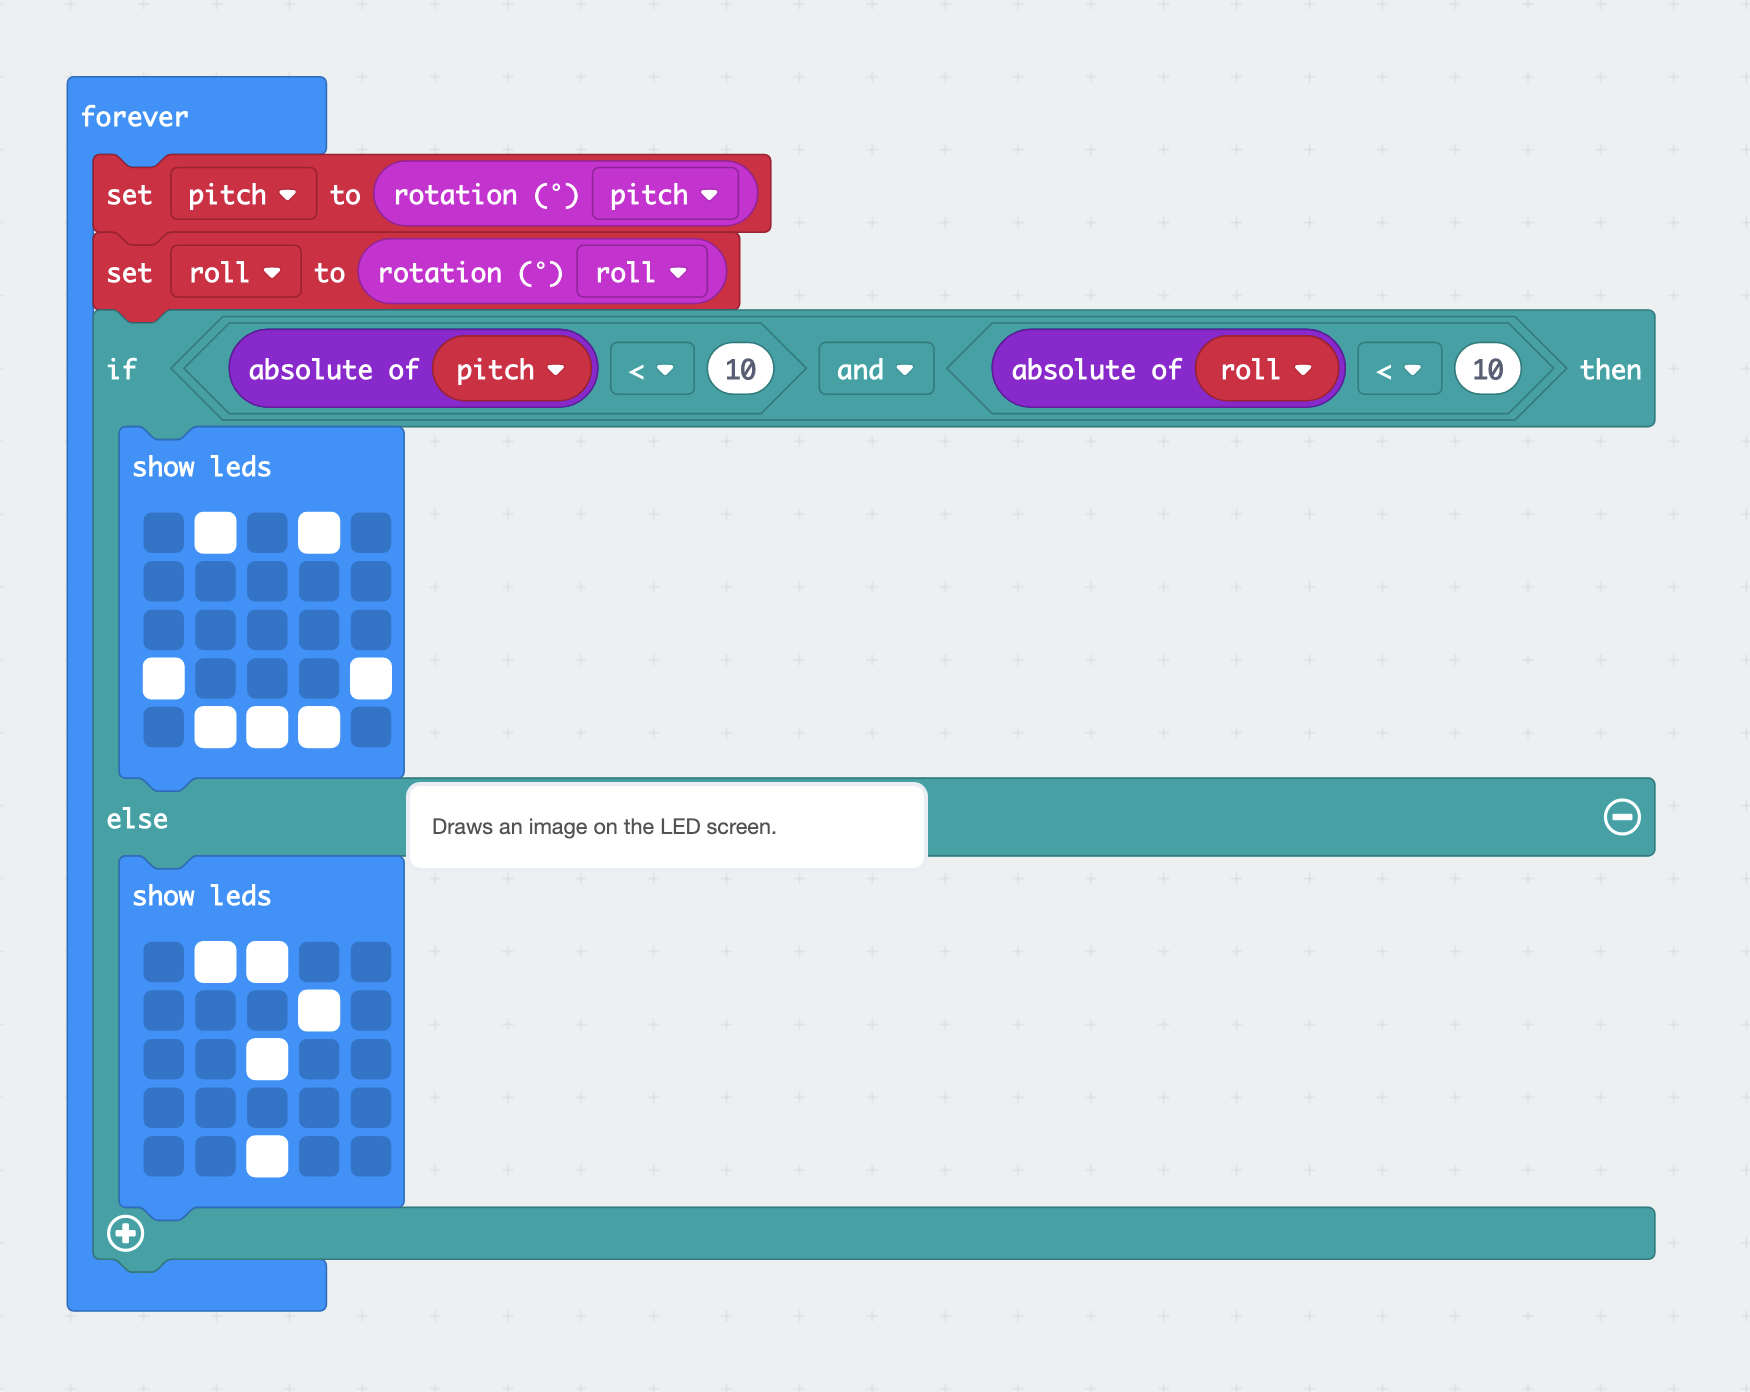 forever
set pitch to rotation (°) pitch
set roll to rotation (°) roll
if absolute of pitch < 10 and absolute of roll < 10 then
show leds
else
Draws an image on the LED screen.
show leds